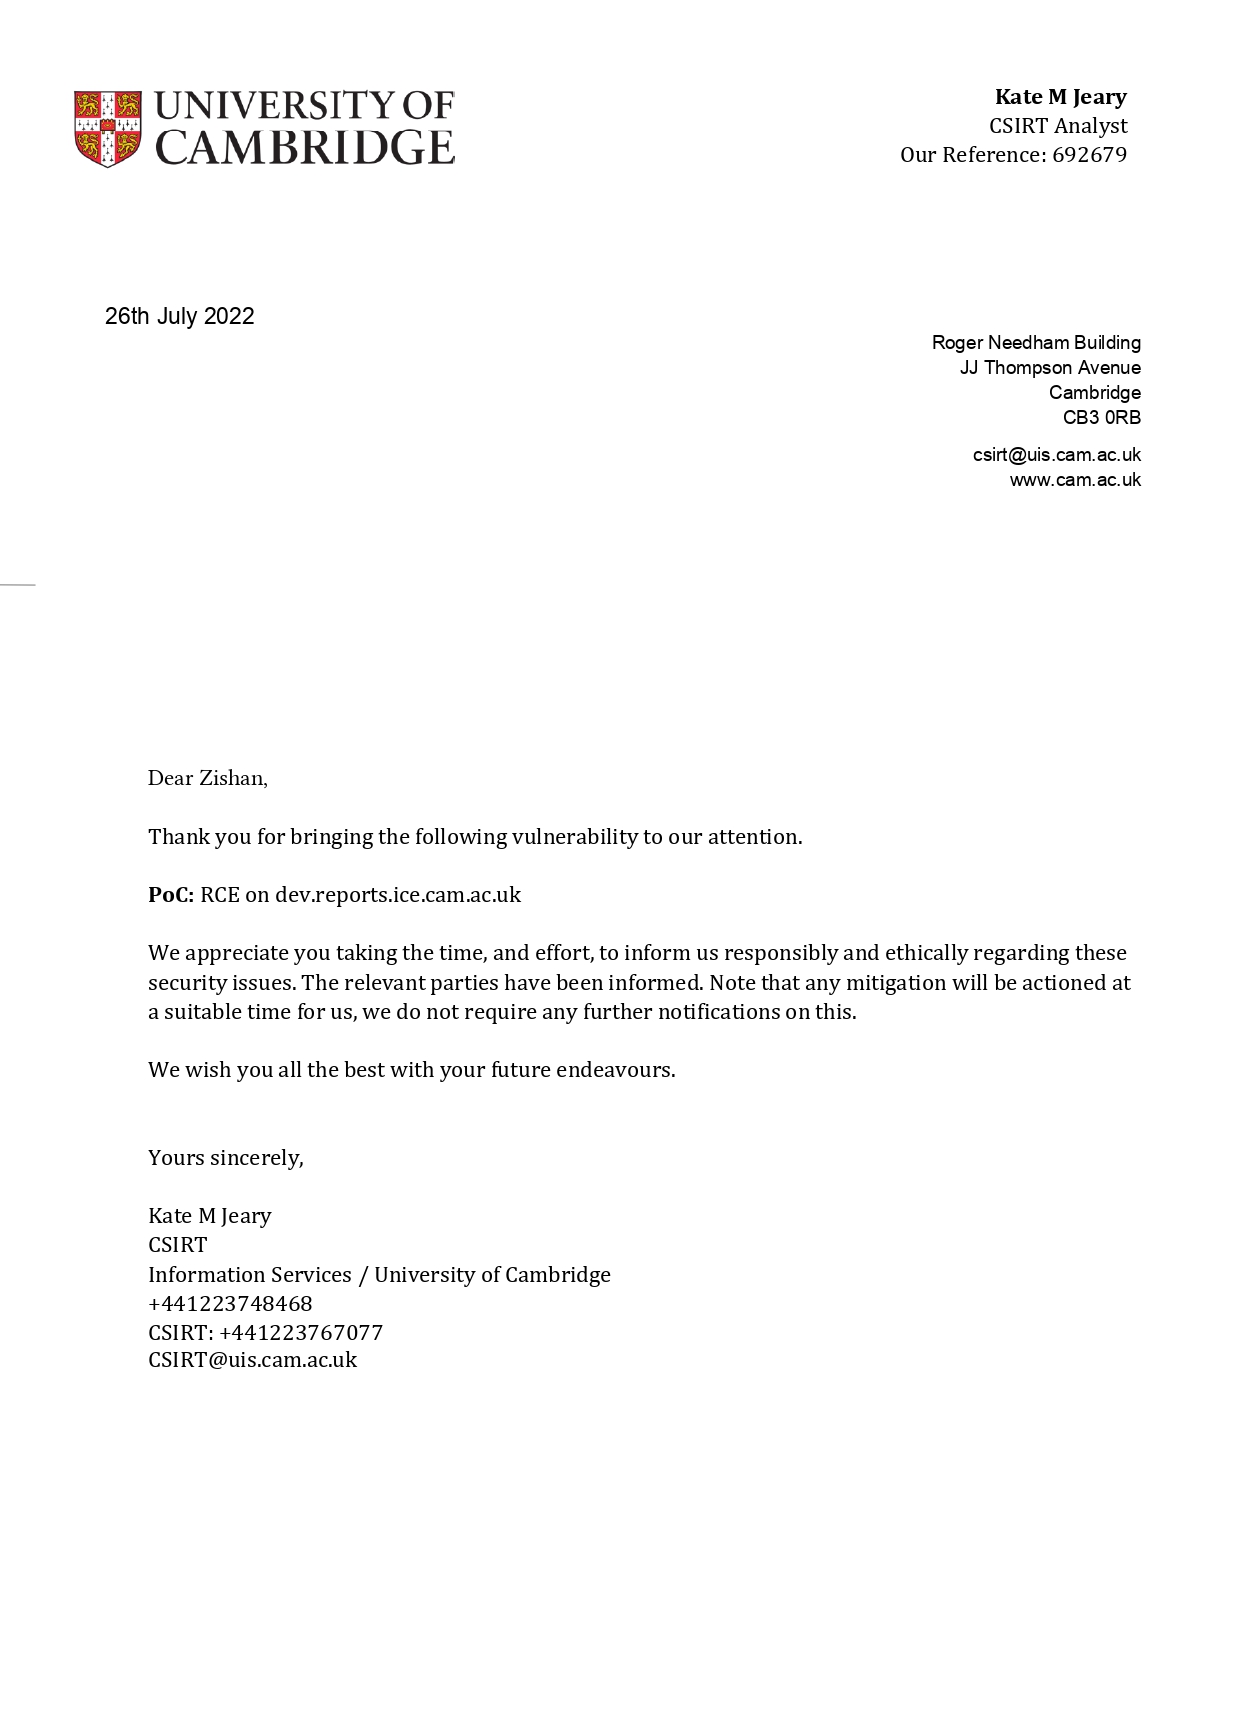 UNIVERSITY OF
CAMBRIDGE
Kate M Jeary
CSIRT Analyst
Our Reference: 692679
26th July 2022
Roger Needham Building
JJ Thompson Avenue
Cambridge
CB3 0RB
csirt@uis.cam.ac.uk
www.cam.ac.uk
Dear Zishan,
Thank you for bringing the following vulnerability to our attention.
PoC: RCE on dev.reports.ice.cam.ac.uk
We appreciate you taking the time, and effort, to inform us responsibly and ethically regarding these
security issues. The relevant parties have been informed. Note that any mitigation will be actioned at
a suitable time for us, we do not require any further notifications on this.
We wish you all the best with your future endeavours.
Yours sincerely,
Kate M Jeary
CSIRT
Information Services / University of Cambridge
+441223748468
CSIRT: +441223767077
CSIRT@uis.cam.ac.uk